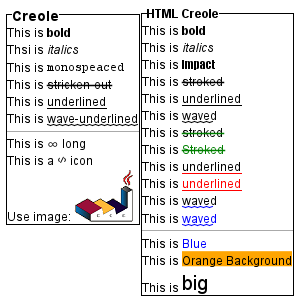 Creole
This is bold
Thsi is italics
This is monospeaced
This is stricken-out
This is underlined
This is wave-underlined
This is ∞ long
This is a icon
Use image:
HTML Creole
This is bold
This is italics
This is Impact
This is stroked
This is underlined
This is waved
This is stroked
This is Stroked
This is underlined
This is underlined
This is waved
This is waved
This is Blue
This is Orange Background
This is big